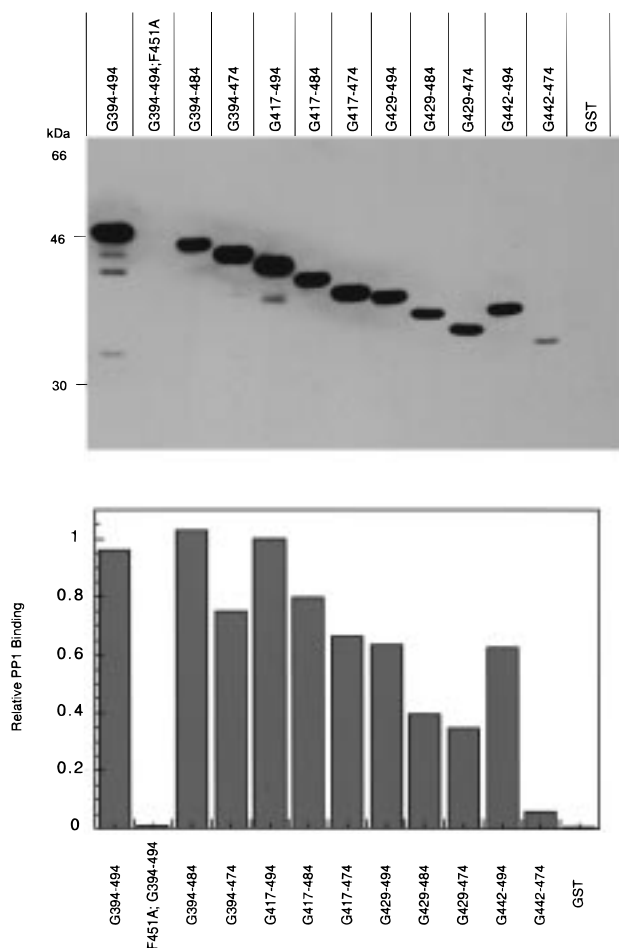 G394-494
G394-494;F451A
G394-484
G394-474
G417-494
G417-484
G417-474
G429-494
G429-484
G429-474
G442-494
G442-474
GST
kDa
66
46
30
Relative PP1 Binding
1
0.8
0.6
0.4
0.2
0
G394-494
F451A; G394-494
G394-484
G394-474
G417-494
G417-484
G417-474
G429-494
G429-484
G429-474
G442-494
G442-474
GST